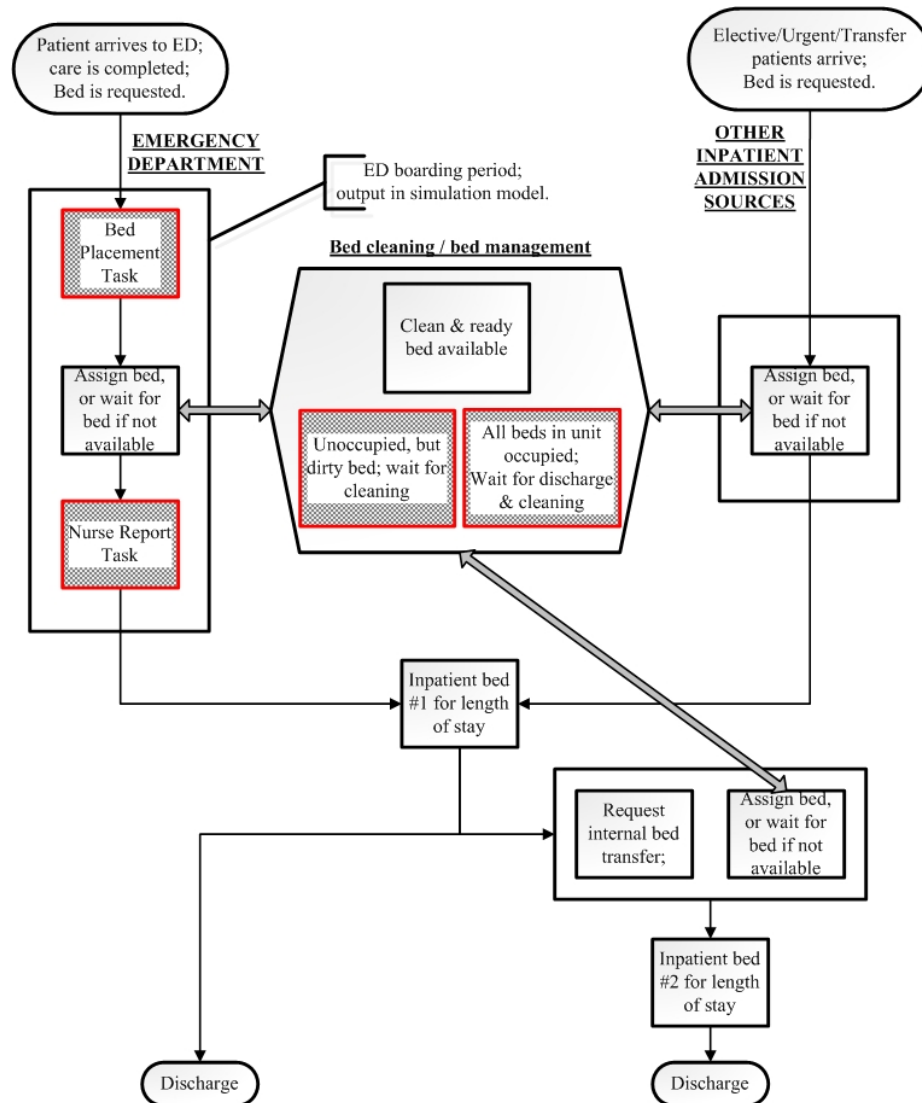 Patient arrives to ED;
care is completed;
Bed is requested.
Elective/Urgent/Transfer
patients arrive;
Bed is requested.
EMERGENCY
DEPARTMENT
OTHER
INPATIENT
ADMISSION
SOURCES
ED boarding period;
output in simulation model.
Bed
Placement
Task
Bed cleaning / bed management
Clean & ready
bed available
Assign bed,
or wait for
bed if not
available
Assign bed,
or wait for
bed if not
available
Unoccupied, but
dirty bed; wait for
cleaning
All beds in unit
occupied;
Wait for discharge
& cleaning
Nurse Report
Task
Inpatient bed
#1 for length
of stay
Request
internal bed
transfer;
Assign bed,
or wait for
bed if not
available
Inpatient bed
#2 for length
of stay
Discharge
Discharge